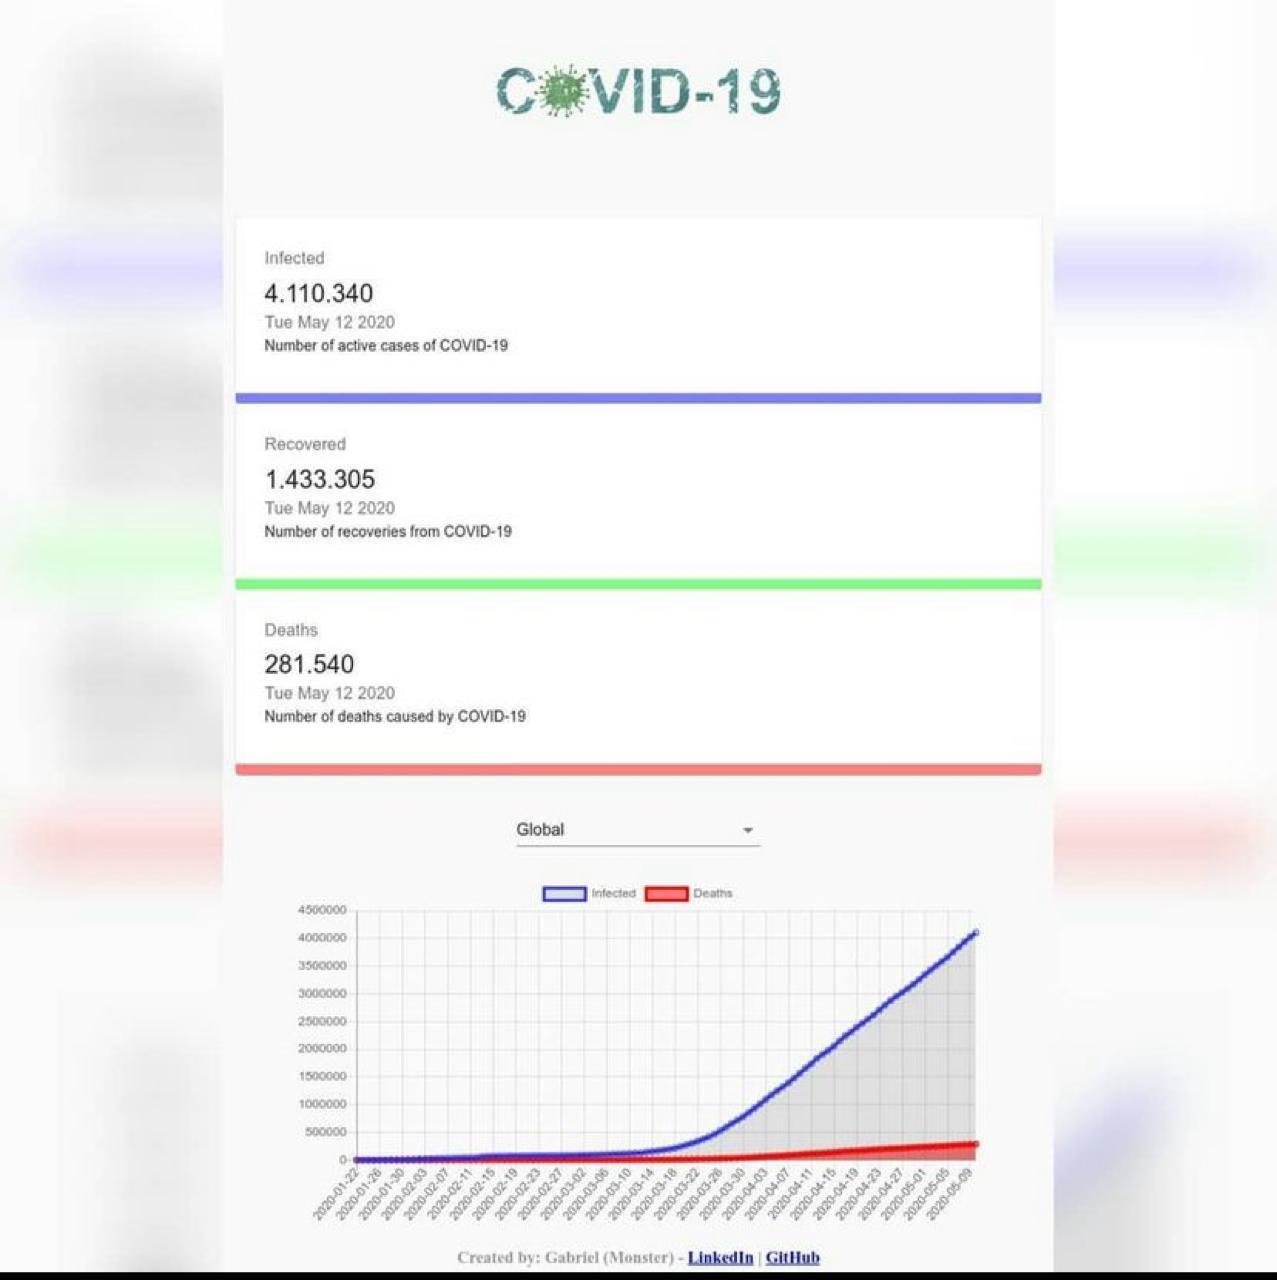 COVID-19
Infected
4.110.340
Tue May 12 2020
Number of active cases of COVID-19
Recovered
1.433.305
Tue May 12 2020
Number of recoveries from COVID-19
Deaths
281.540
Tue May 12 2020
Number of deaths caused by COVID-19
Global
Infected Deaths
4500000
4000000
3500000
3000000
2500000
2000000
1500000
1000000
500000
0
2020-01-22 2020-01-26 2020-01-30 2020-02-03 2020-02-07 2020-02-11 2020-02-15 2020-02-19 2020-02-23 2020-02-27 2020-03-02 2020-03-06 2020-03-10 2020-03-14 2020-03-18 2020-03-22 2020-03-26 2020-03-30 2020-04-03 2020-04-07 2020-04-11 2020-04-15 2020-04-19 2020-04-23 2020-04-27 2020-05-01 2020-05-05 2020-05-09
Created by: Gabriel (Monster) - LinkedIn | GitHub